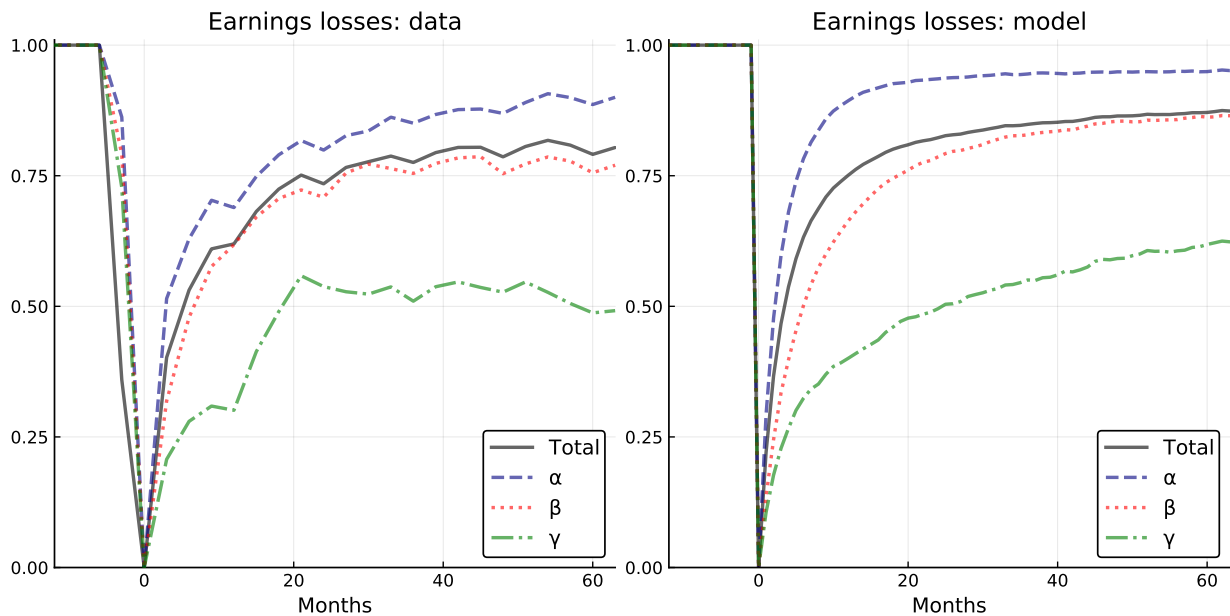 Earnings losses: data
1.00
0.75
0.50
0.25
0.00
0
20
40
60
Months
Total
α
β
γ
Earnings losses: model
1.00
0.75
0.50
0.25
0.00
0
20
40
60
Months
Total
α
β
γ